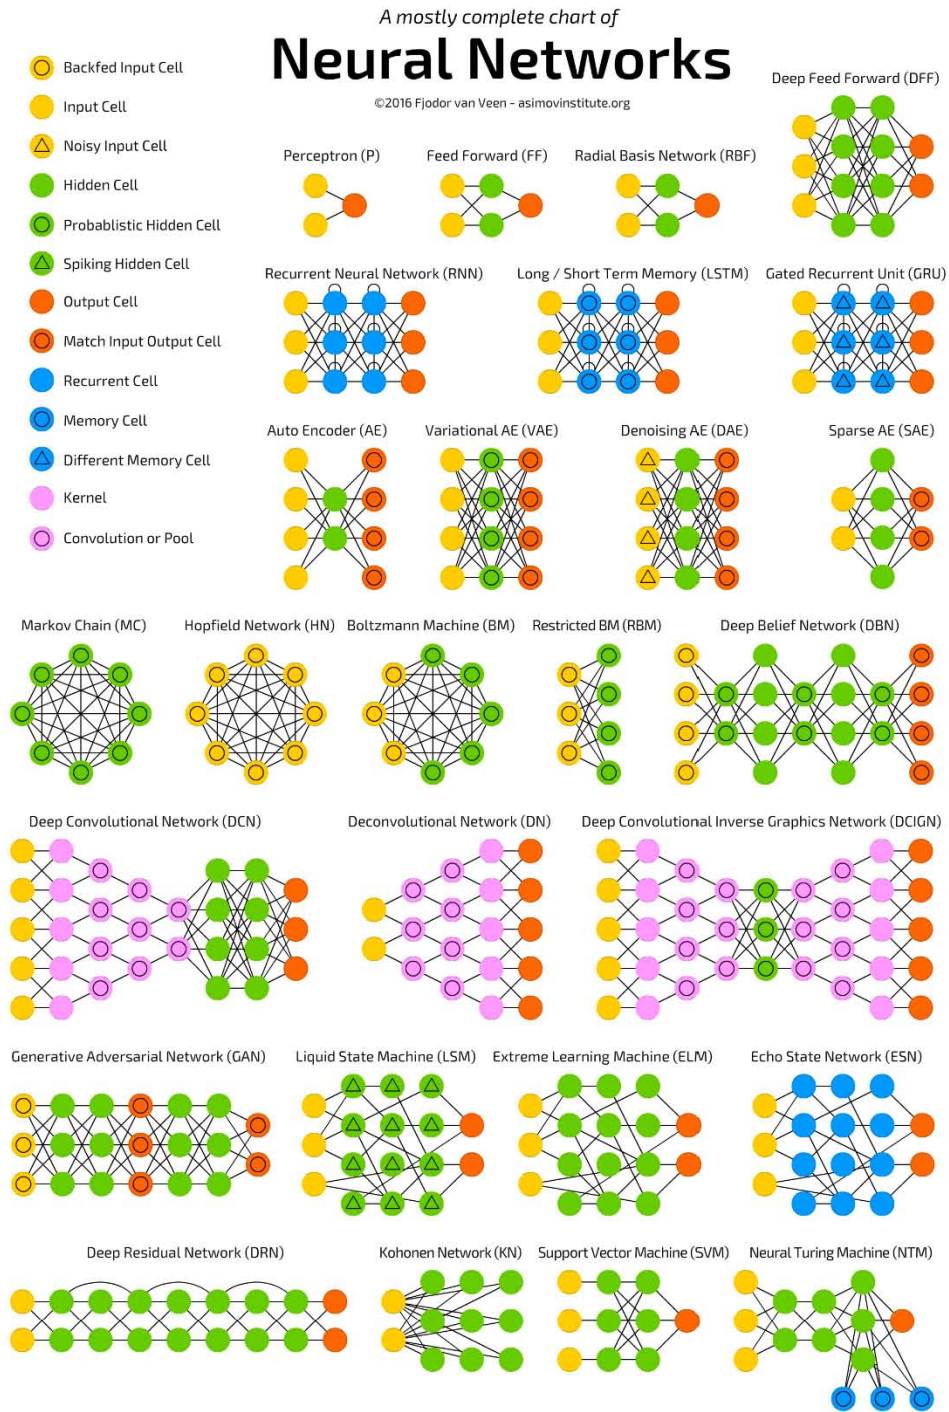 A mostly complete chart of
Neural Networks
©2016 Fjodor van Veen - asimovinstitute.org
Backfed Input Cell
Input Cell
Noisy Input Cell
Hidden Cell
Probablistic Hidden Cell
Spiking Hidden Cell
Output Cell
Match Input Output Cell
Recurrent Cell
Memory Cell
Different Memory Cell
Kernel
Convolution or Pool
Deep Feed Forward (DFF)
Perceptron (P)
Feed Forward (FF)
Radial Basis Network (RBF)
Recurrent Neural Network (RNN)
Long / Short Term Memory (LSTM)
Gated Recurrent Unit (GRU)
Auto Encoder (AE)
Variational AE (VAE)
Denoising AE (DAE)
Sparse AE (SAE)
Markov Chain (MC)
Hopfield Network (HN)
Boltzmann Machine (BM)
Restricted BM (RBM)
Deep Belief Network (DBN)
Deep Convolutional Network (DCN)
Deconvolutional Network (DN)
Deep Convolutional Inverse Graphics Network (DCIGN)
Generative Adversarial Network (GAN)
Liquid State Machine (LSM)
Extreme Learning Machine (ELM)
Echo State Network (ESN)
Deep Residual Network (DRN)
Kohonen Network (KN)
Support Vector Machine (SVM)
Neural Turing Machine (NTM)